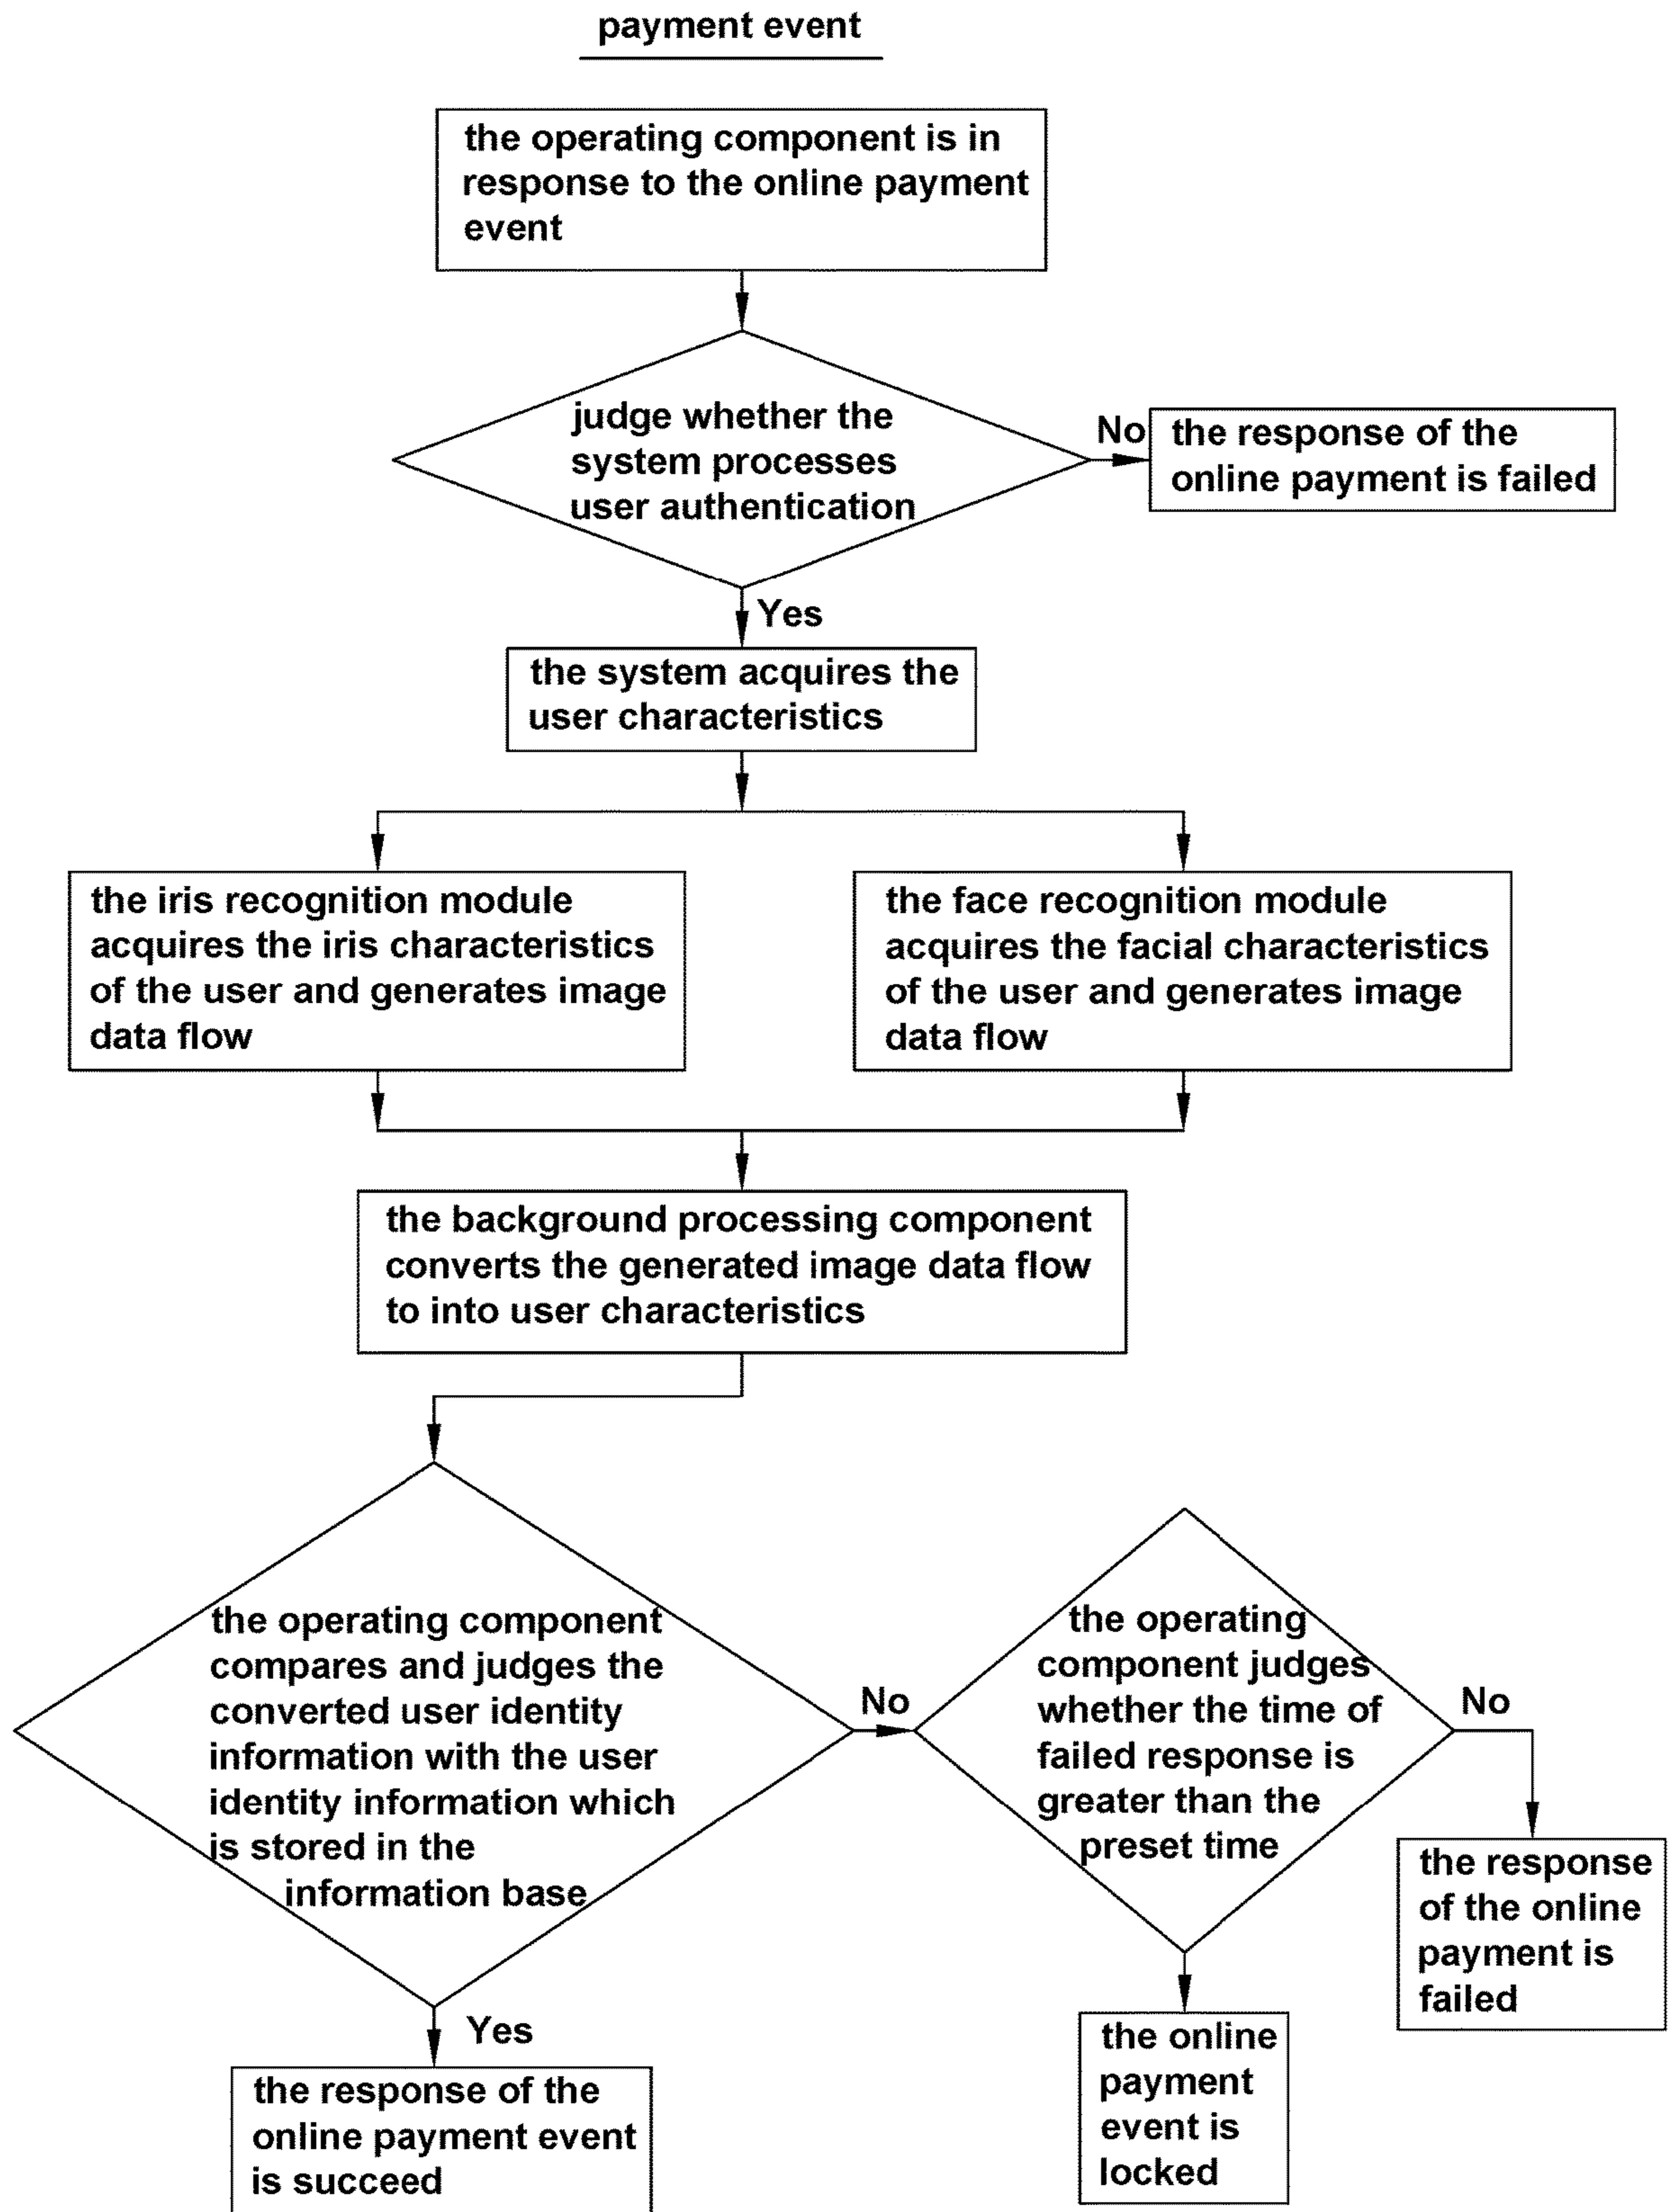 payment event
the operating component is in
response to the online payment
event
judge whether the
system processes
user authentication
No
the response of the
online payment is failed
Yes
the system acquires the
user characteristics
the iris recognition module
acquires the iris characteristics
of the user and generates image
data flow
the face recognition module
acquires the facial characteristics
of the user and generates image
data flow
the background processing component
converts the generated image data flow
to into user characteristics
the operating component
compares and judges the
converted user identity
information with the user
identity information which
is stored in the
information base
No
the operating
component judges
whether the time of
failed response is
greater than the
preset time
No
the response
of the online
payment is
failed
Yes
the response of the
online payment event
is succeed
the online
payment
event is
locked